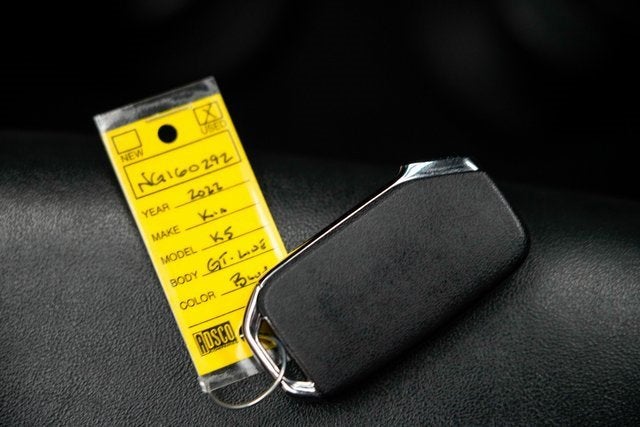 X
NEW USED
NG160292
YEAR 2022
MAKE Kia
MODEL K5
BODY GT-Line
COLOR
ADSCO